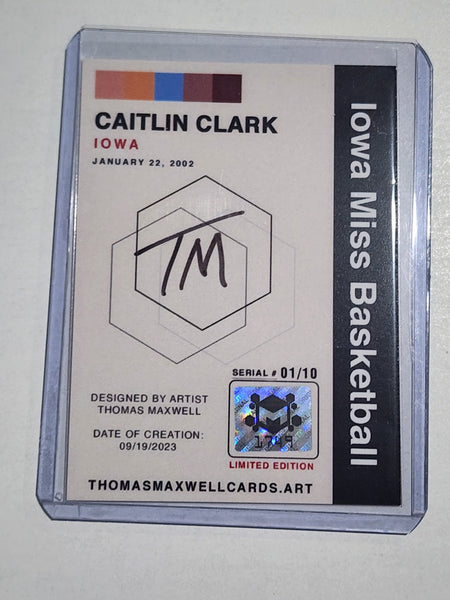 CAITLIN CLARK
IOWA
JANUARY 22, 2002
Iowa Miss Basketball
TM
SERIAL # 01/10
M
1749
LIMITED EDITION
DESIGNED BY ARTIST
THOMAS MAXWELL
DATE OF CREATION:
09/19/2023
THOMASMAXWELLCARDS.ART